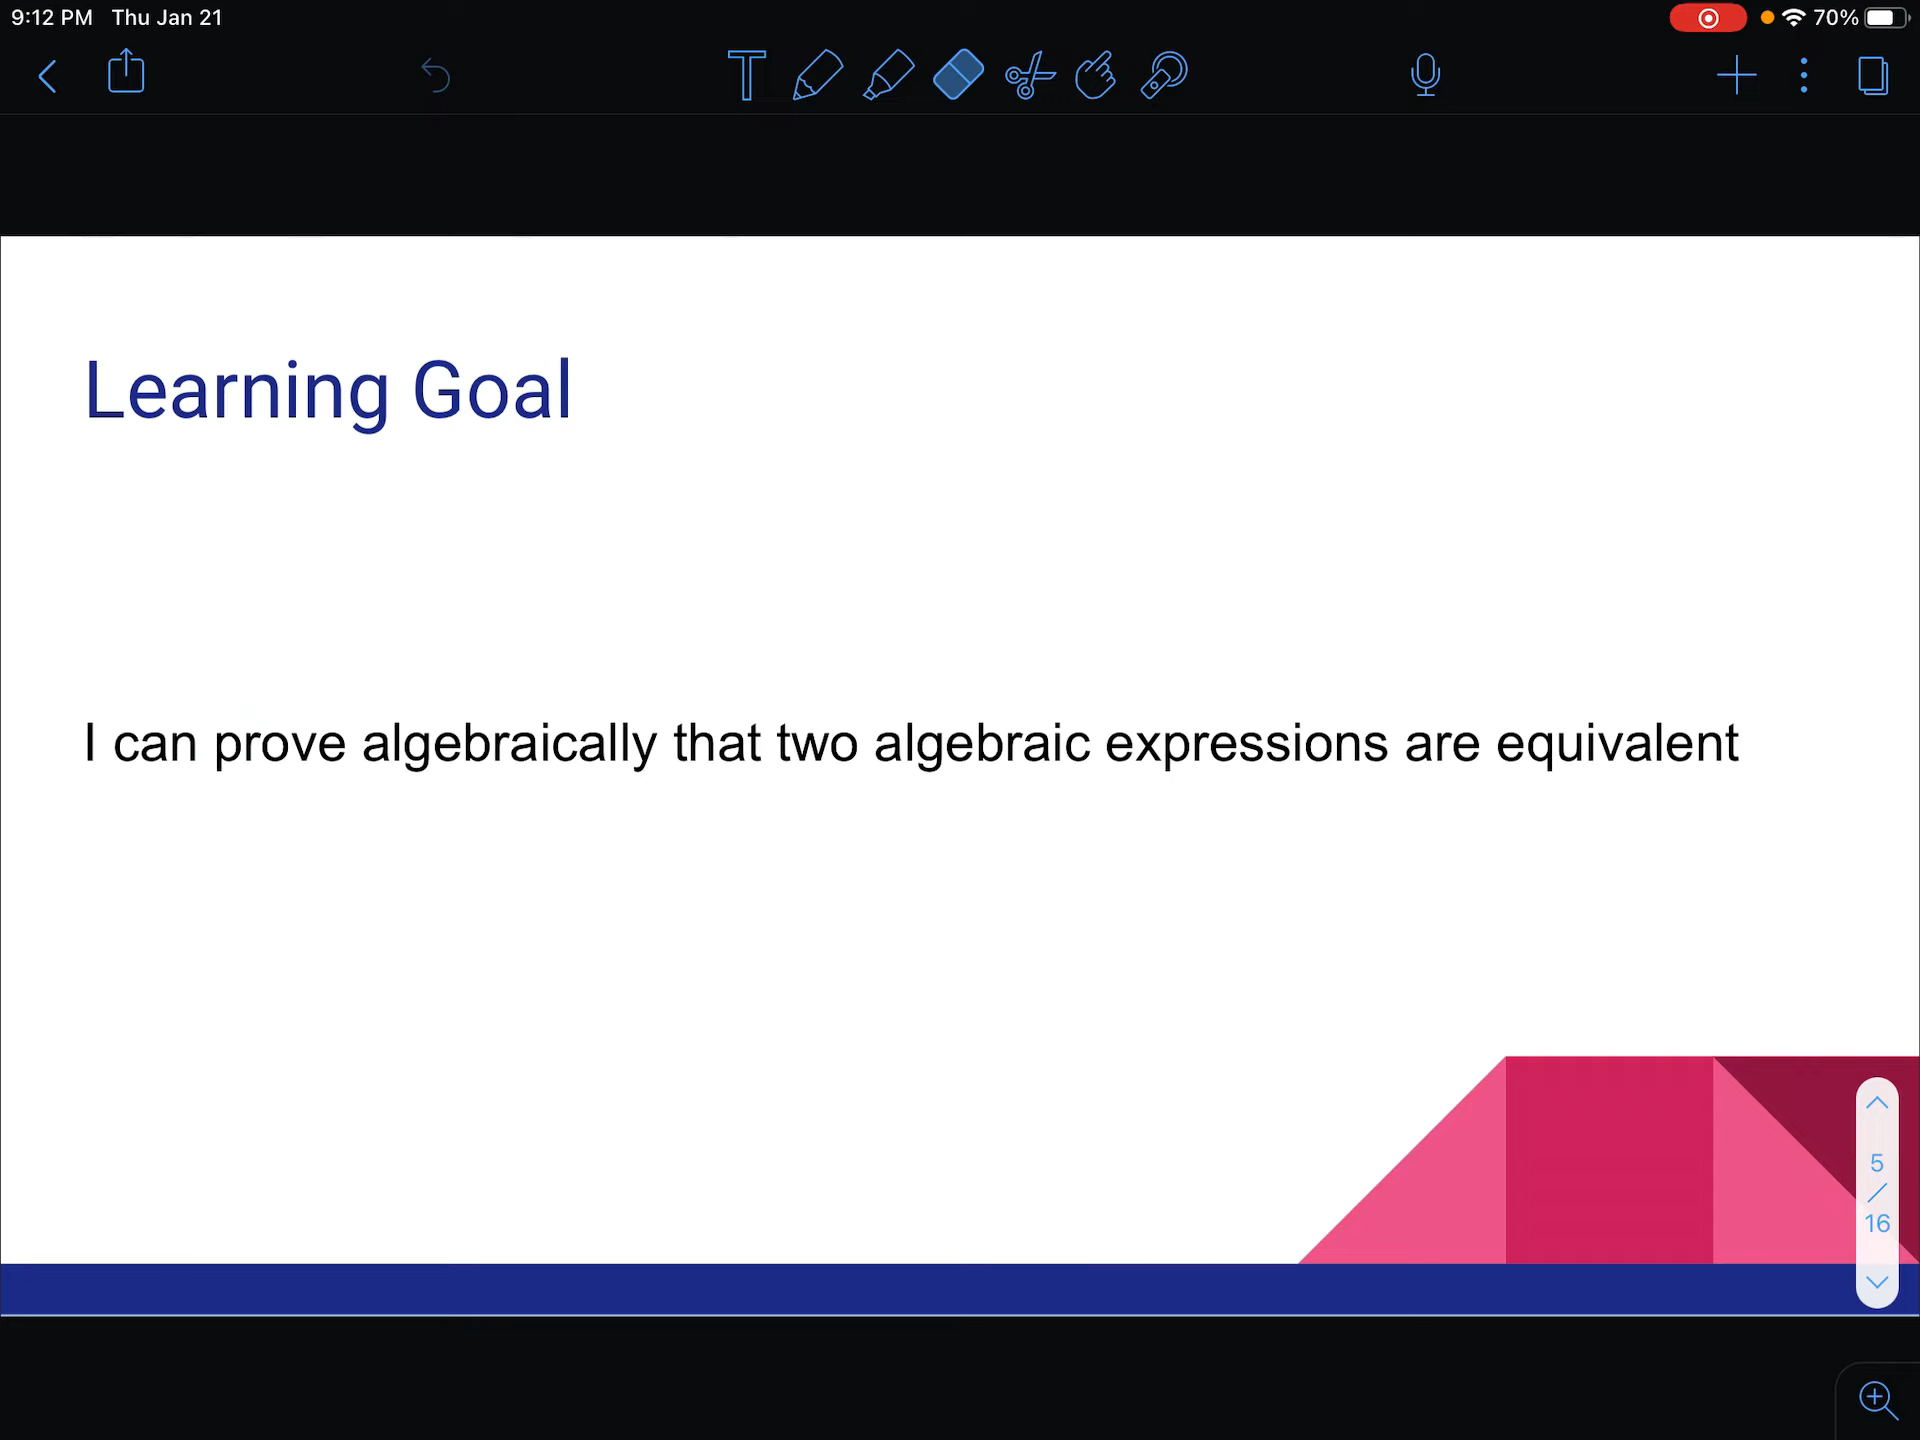 9:12 PM Thu Jan 21
70%
Learning Goal
I can prove algebraically that two algebraic expressions are equivalent
5
/
16